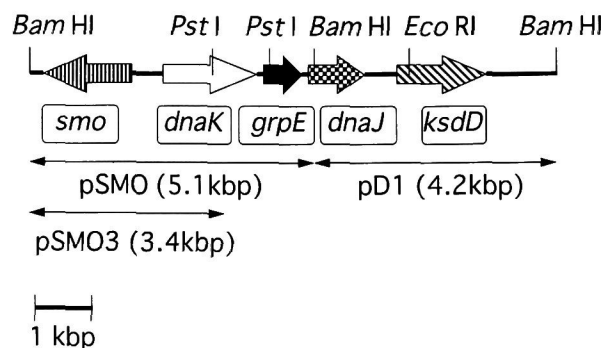 Bam HI Pst I Pst I Bam HI Eco RI Bam HI
smo dnaK grpE dnaJ ksdD
pSMO (5.1kbp) pD1 (4.2kbp)
pSMO3 (3.4kbp)
1 kbp